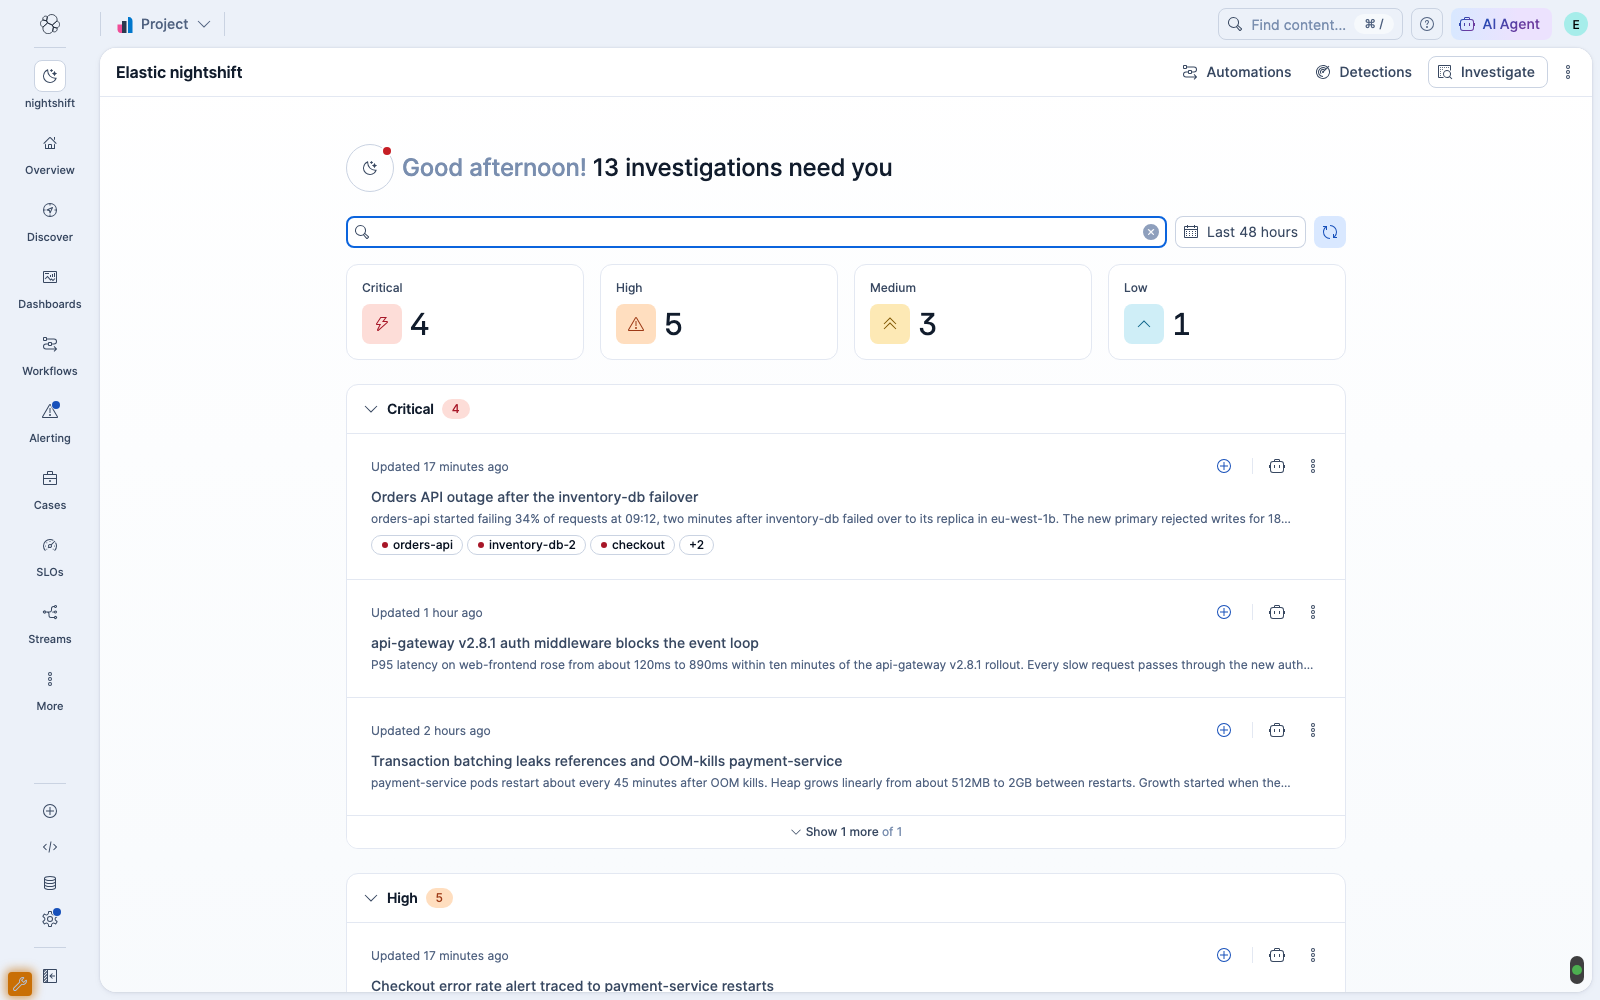 Project
Find content...
⌘ /
AI Agent
E
Elastic nightshift
Automations
Detections
Investigate
nightshift
Overview
Discover
Dashboards
Workflows
Alerting
Cases
SLOs
Streams
More
Good afternoon! 13 investigations need you
Last 48 hours
Critical
4
High
5
Medium
3
Low
1
Critical 4
Updated 17 minutes ago
Orders API outage after the inventory-db failover
orders-api started failing 34% of requests at 09:12, two minutes after inventory-db failed over to its replica in eu-west-1b. The new primary rejected writes for 18...
orders-api inventory-db-2 checkout +2
Updated 1 hour ago
api-gateway v2.8.1 auth middleware blocks the event loop
P95 latency on web-frontend rose from about 120ms to 890ms within ten minutes of the api-gateway v2.8.1 rollout. Every slow request passes through the new auth...
Updated 2 hours ago
Transaction batching leaks references and OOM-kills payment-service
payment-service pods restart about every 45 minutes after OOM kills. Heap grows linearly from about 512MB to 2GB between restarts. Growth started when the...
Show 1 more of 1
High 5
Updated 17 minutes ago
Checkout error rate alert traced to payment-service restarts